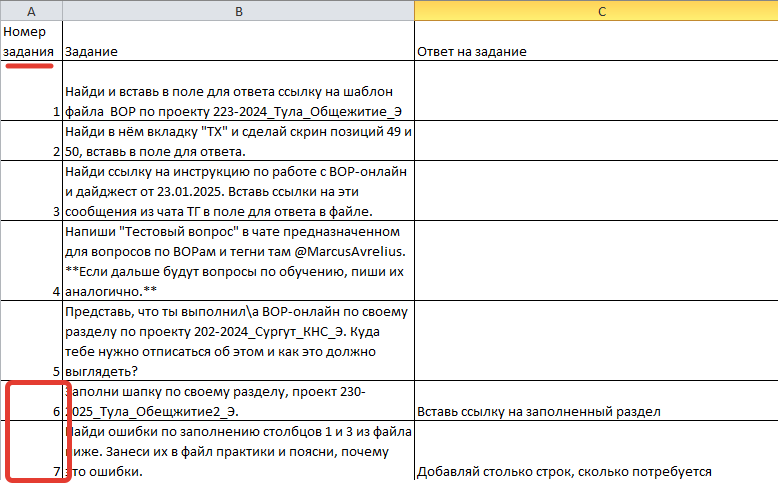 A B C
Номер
задания Задание Ответ на задание
Найди и вставь в поле для ответа ссылку на шаблон
1 файла ВОР по проекту 223-2024_Тула_Общежитие_Э
Найди в нём вкладку "ТХ" и сделай скрин позиций 49 и
2 50, вставь в поле для ответа.
Найди ссылку на инструкцию по работе с ВОР-онлайн
и дайджест от 23.01.2025. Вставь ссылки на эти
3 сообщения из чата ТГ в поле для ответа в файле.
Напиши "Тестовый вопрос" в чате предназначенном
для вопросов по ВОРам и тегни там @MarcusAvrelius.
**Если дальше будут вопросы по обучению, пиши их
4 аналогично.**
Представь, что ты выполнил\а ВОР-онлайн по своему
разделу по проекту 202-2024_Сургут_КНС_Э. Куда
тебе нужно отписаться об этом и как это должно
5 выглядеть?
Заполни шапку по своему разделу, проект 230-
6 2025_Тула_Обещжитие2_Э. Вставь ссылку на заполненный раздел
Найди ошибки по заполнению столбцов 1 и 3 из файла
ниже. Занеси их в файл практики и поясни, почему
7 это ошибки. Добавляй столько строк, сколько потребуется